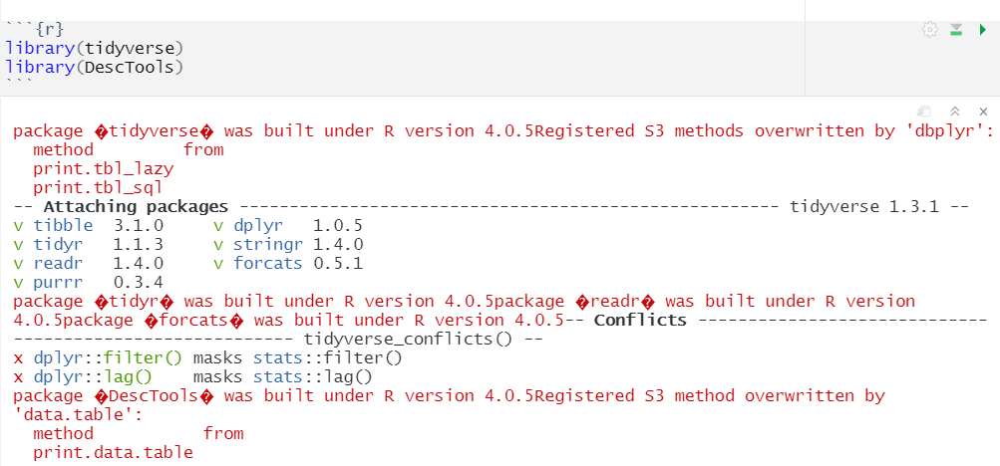 ```{r}
library(tidyverse)
library(DescTools)
```
package �tidyverse� was built under R version 4.0.5Registered S3 methods overwritten by 'dbplyr':
  method         from
  print.tbl_lazy
  print.tbl_sql
-- Attaching packages ------------------------------------------------------ tidyverse 1.3.1 --
v tibble  3.1.0     v dplyr   1.0.5
v tidyr   1.1.3     v stringr 1.4.0
v readr   1.4.0     v forcats 0.5.1
v purrr   0.3.4
package �tidyr� was built under R version 4.0.5package �readr� was built under R version
4.0.5package �forcats� was built under R version 4.0.5-- Conflicts -----------------------------
---------------------------- tidyverse_conflicts() --
x dplyr::filter() masks stats::filter()
x dplyr::lag()    masks stats::lag()
package �DescTools� was built under R version 4.0.5Registered S3 method overwritten by
'data.table':
  method           from
  print.data.table